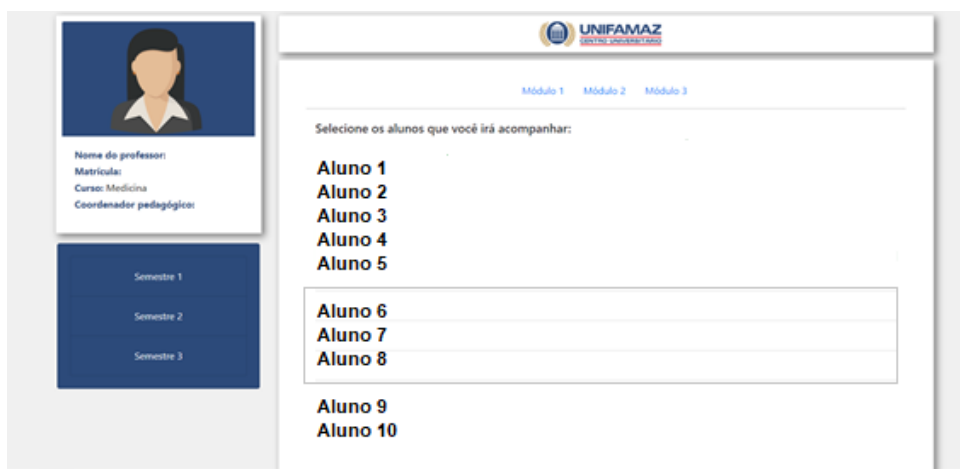 UNIFAMAZ
CENTRO UNIVERSITÁRIO
Nome do professor:
Matrícula:
Curso: Medicina
Coordenador pedagógico:
Semestre 1
Semestre 2
Semestre 3
Módulo 1 Módulo 2 Módulo 3
Selecione os alunos que você irá acompanhar:
Aluno 1
Aluno 2
Aluno 3
Aluno 4
Aluno 5
Aluno 6
Aluno 7
Aluno 8
Aluno 9
Aluno 10